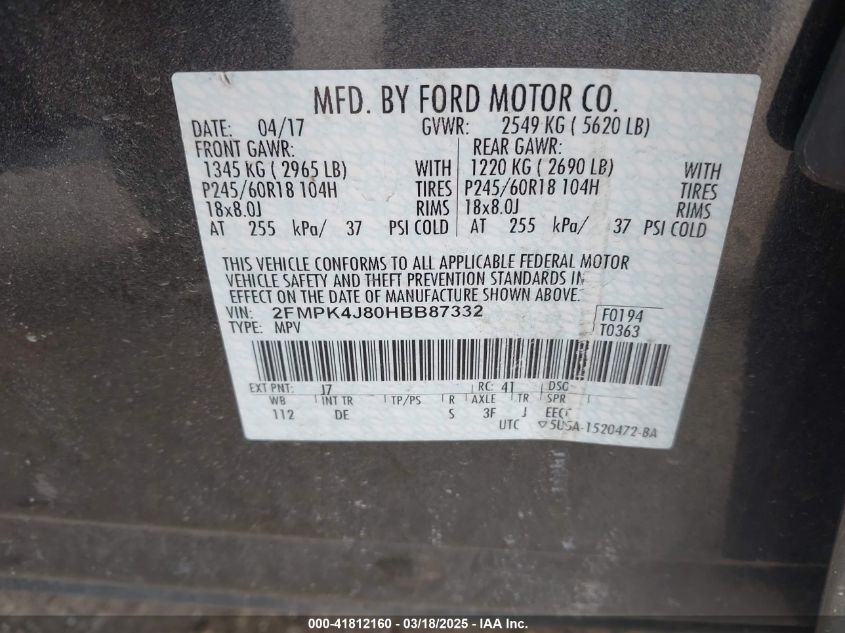 MFD. BY FORD MOTOR CO.
DATE: 04/17 GVWR: 2549 KG ( 5620 LB)
FRONT GAWR: REAR GAWR:
1345 KG ( 2965 LB) WITH 1220 KG ( 2690 LB) WITH
P245/60R18 104H TIRES P245/60R18 104H TIRES
18x8.0J RIMS 18x8.0J RIMS
AT 255 kPa/ 37 PSI COLD AT 255 kPa/ 37 PSI COLD
THIS VEHICLE CONFORMS TO ALL APPLICABLE FEDERAL MOTOR
VEHICLE SAFETY AND THEFT PREVENTION STANDARDS IN
EFFECT ON THE DATE OF MANUFACTURE SHOWN ABOVE.
VIN: 2FMPK4J80HBB87332 F0194
TYPE: MPV T0363
EXT PNT: J7 RC: 41 DSO:
WB INT TR TP/PS R AXLE TR SPR
112 DE S 3F J
UTC 5USA-1520472-BA
000-41812160 - 03/18/2025 - IAA Inc.